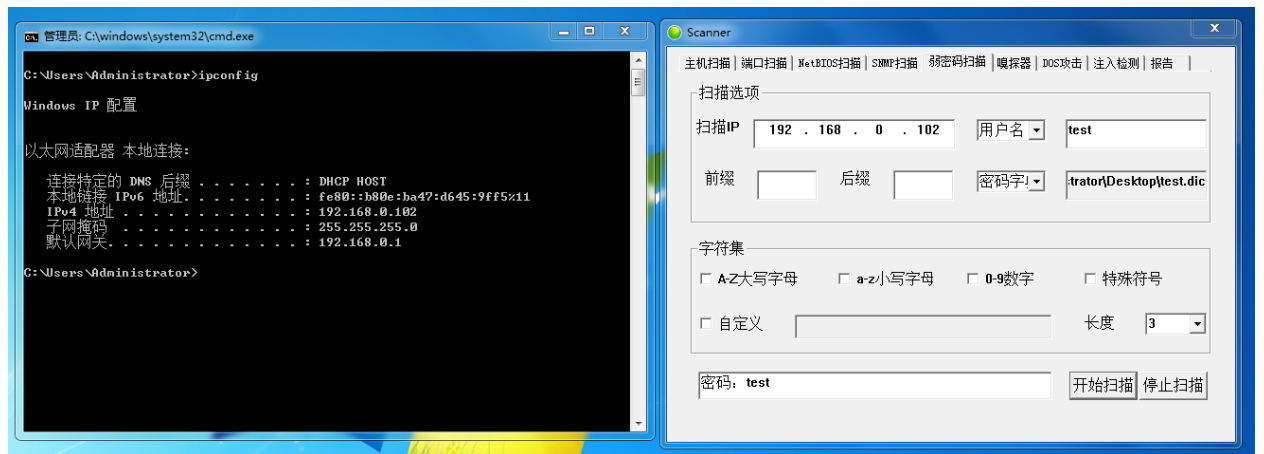 管理员: C:\windows\system32\cmd.exe
C:\Users\Administrator>ipconfig
Windows IP 配置
以太网适配器 本地连接:
连接特定的 DNS 后缀 . . . . . . . : DHCP HOST
本地链接 IPv6 地址. . . . . . . . : fe80::b80e:ba47:d645:9ff5%11
IPv4 地址 . . . . . . . . . . . . : 192.168.0.102
子网掩码 . . . . . . . . . . . . : 255.255.255.0
默认网关. . . . . . . . . . . . . : 192.168.0.1
C:\Users\Administrator>
Scanner
主机扫描 端口扫描 NetBIOS扫描 SNMP扫描 弱密码扫描 嗅探器 DOS攻击 注入检测 报告
扫描选项
扫描IP 192 . 168 . 0 . 102 用户名 test
前缀 后缀 密码字 trator\Desktop\test.dic
字符集
A-Z大写字母 a-z小写字母 0-9数字 特殊符号
自定义 长度 3
密码: test 开始扫描 停止扫描